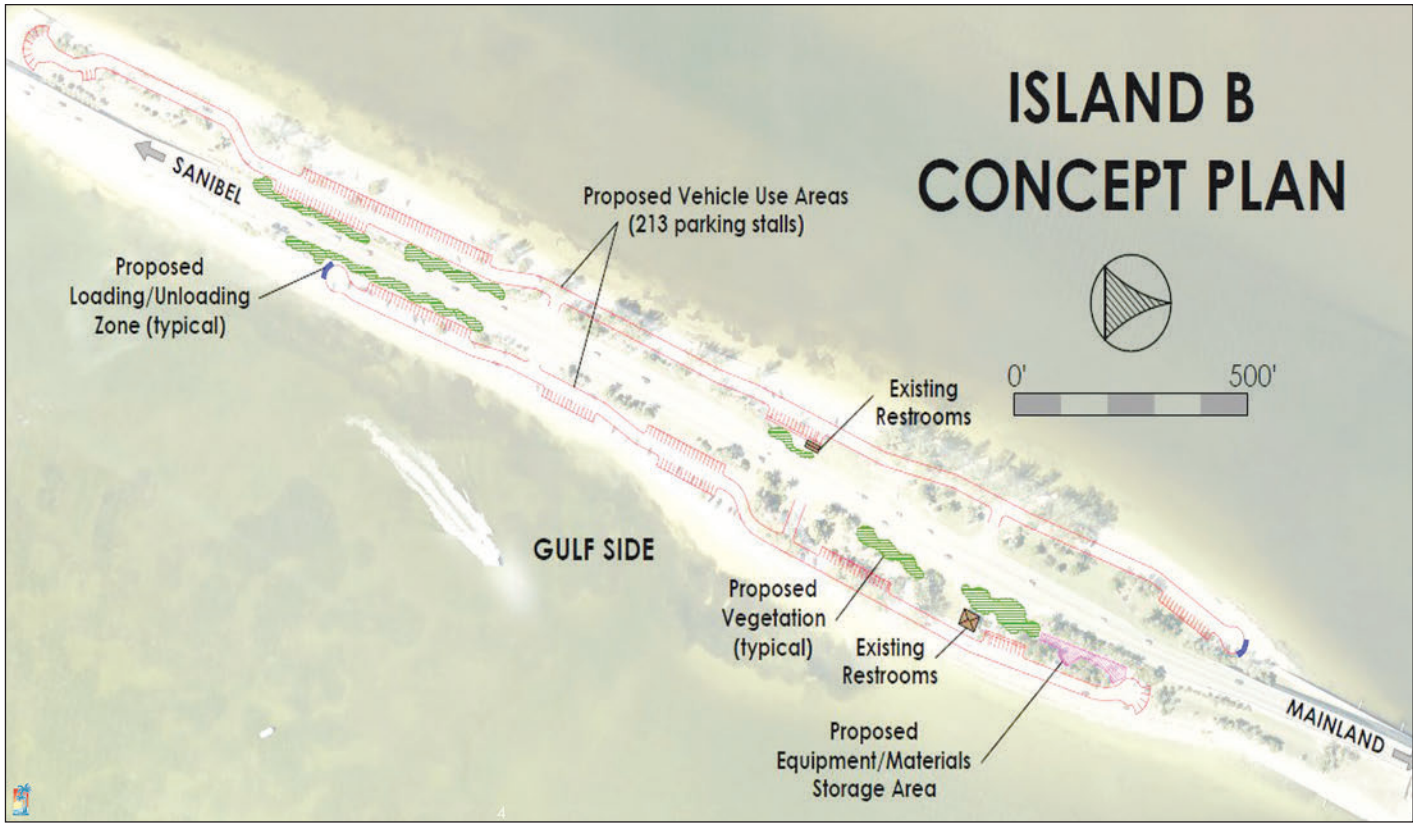 ISLAND B
CONCEPT PLAN
SANIBEL
Proposed Vehicle Use Areas
(213 parking stalls)
Proposed
Loading/Unloading
Zone (typical)
0' 500'
Existing
Restrooms
GULF SIDE
Proposed
Vegetation
(typical)
Existing
Restrooms
MAINLAND
Proposed
Equipment/Materials
Storage Area
4